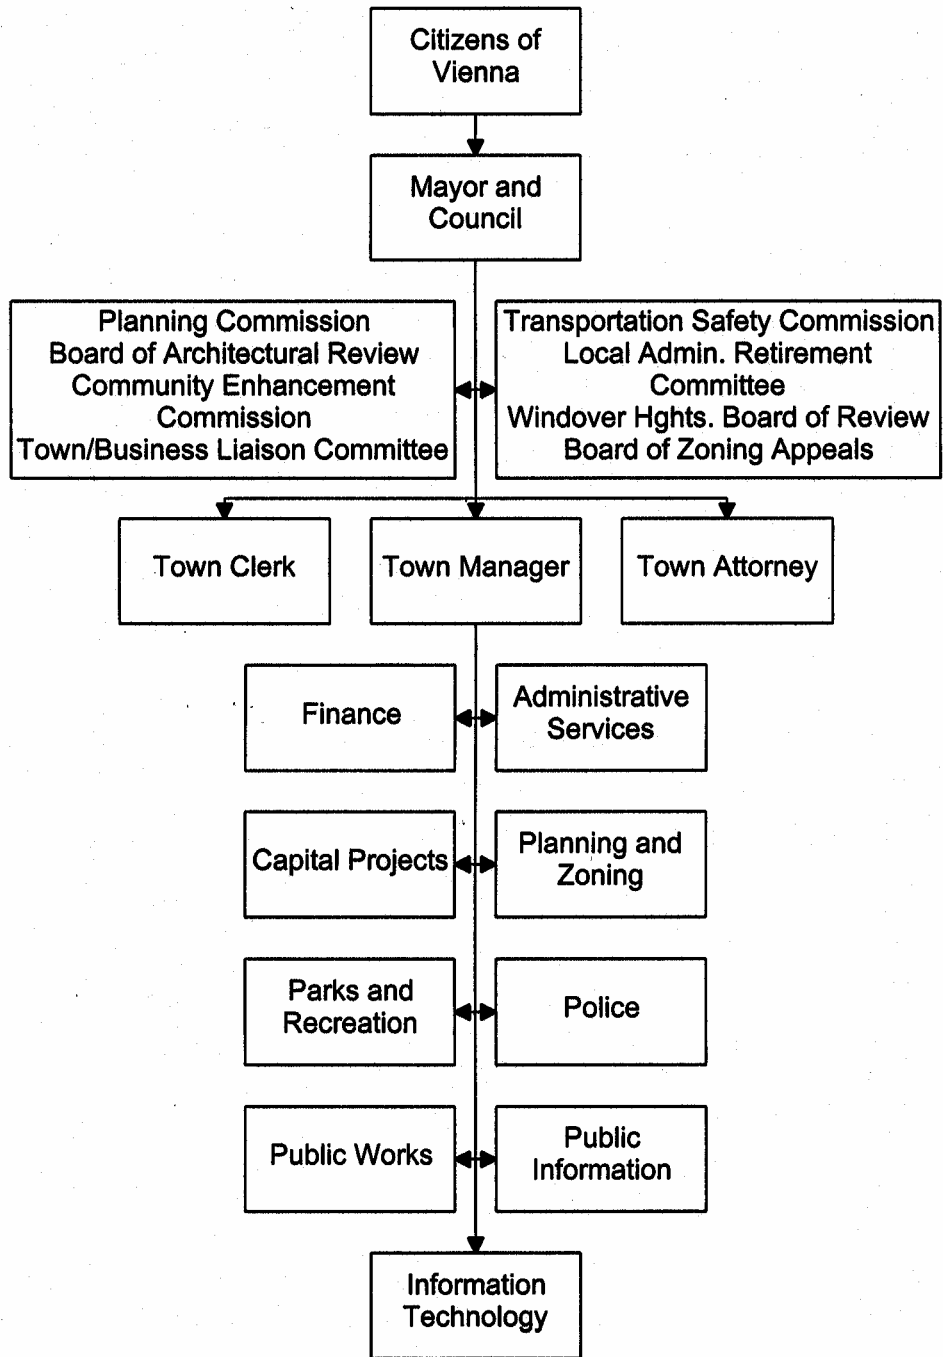 Citizens of
Vienna
Mayor and
Council
Planning Commission
Board of Architectural Review
Community Enhancement
Commission
Town/Business Liaison Committee
Transportation Safety Commission
Local Admin. Retirement
Committee
Windover Hghts. Board of Review
Board of Zoning Appeals
Town Clerk
Town Manager
Town Attorney
Finance
Administrative
Services
Capital Projects
Planning and
Zoning
Parks and
Recreation
Police
Public Works
Public
Information
Information
Technology